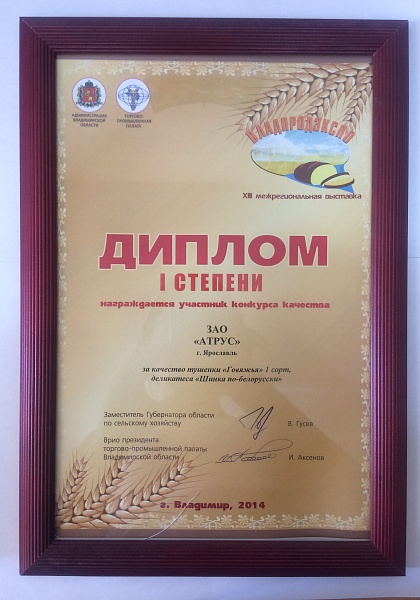 АДМИНИСТРАЦИЯ
ВЛАДИМИРСКОЙ
ОБЛАСТИ
ТОРГОВО-
ПРОМЫШЛЕННАЯ
ПАЛАТА
ВЛАДПРОДЭКСПО
XIII межрегиональная выставка
ДИПЛОМ
I СТЕПЕНИ
награждается участник конкурса качества
ЗАО
«АТРУС»
г. Ярославль
за качество тушенки «Говяжья» 1 сорт,
деликатеса «Шинка по-белорусски»
Заместитель Губернатора области
по сельскому хозяйству
В. Гусев
Врио президента
торгово-промышленной палаты
Владимирской области
И. Аксенов
г. Владимир, 2014